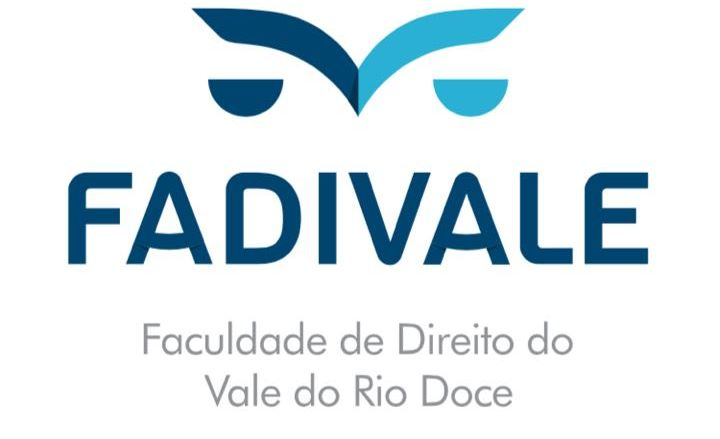 FADIVALE
Faculdade de Direito do
Vale do Rio Doce